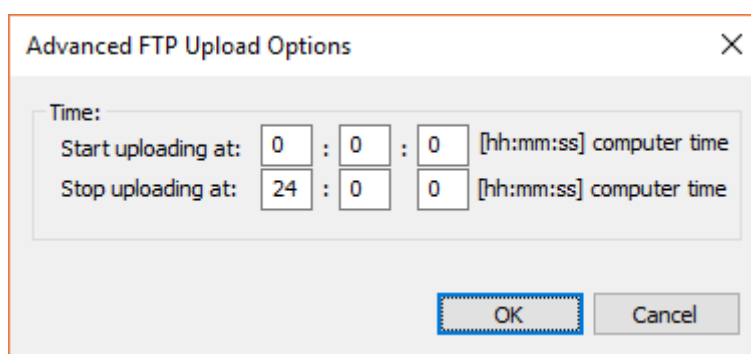 Advanced FTP Upload Options
Time:
Start uploading at: 0 : 0 : 0 [hh:mm:ss] computer time
Stop uploading at: 24 : 0 0 [hh:mm:ss] computer time
OK Cancel